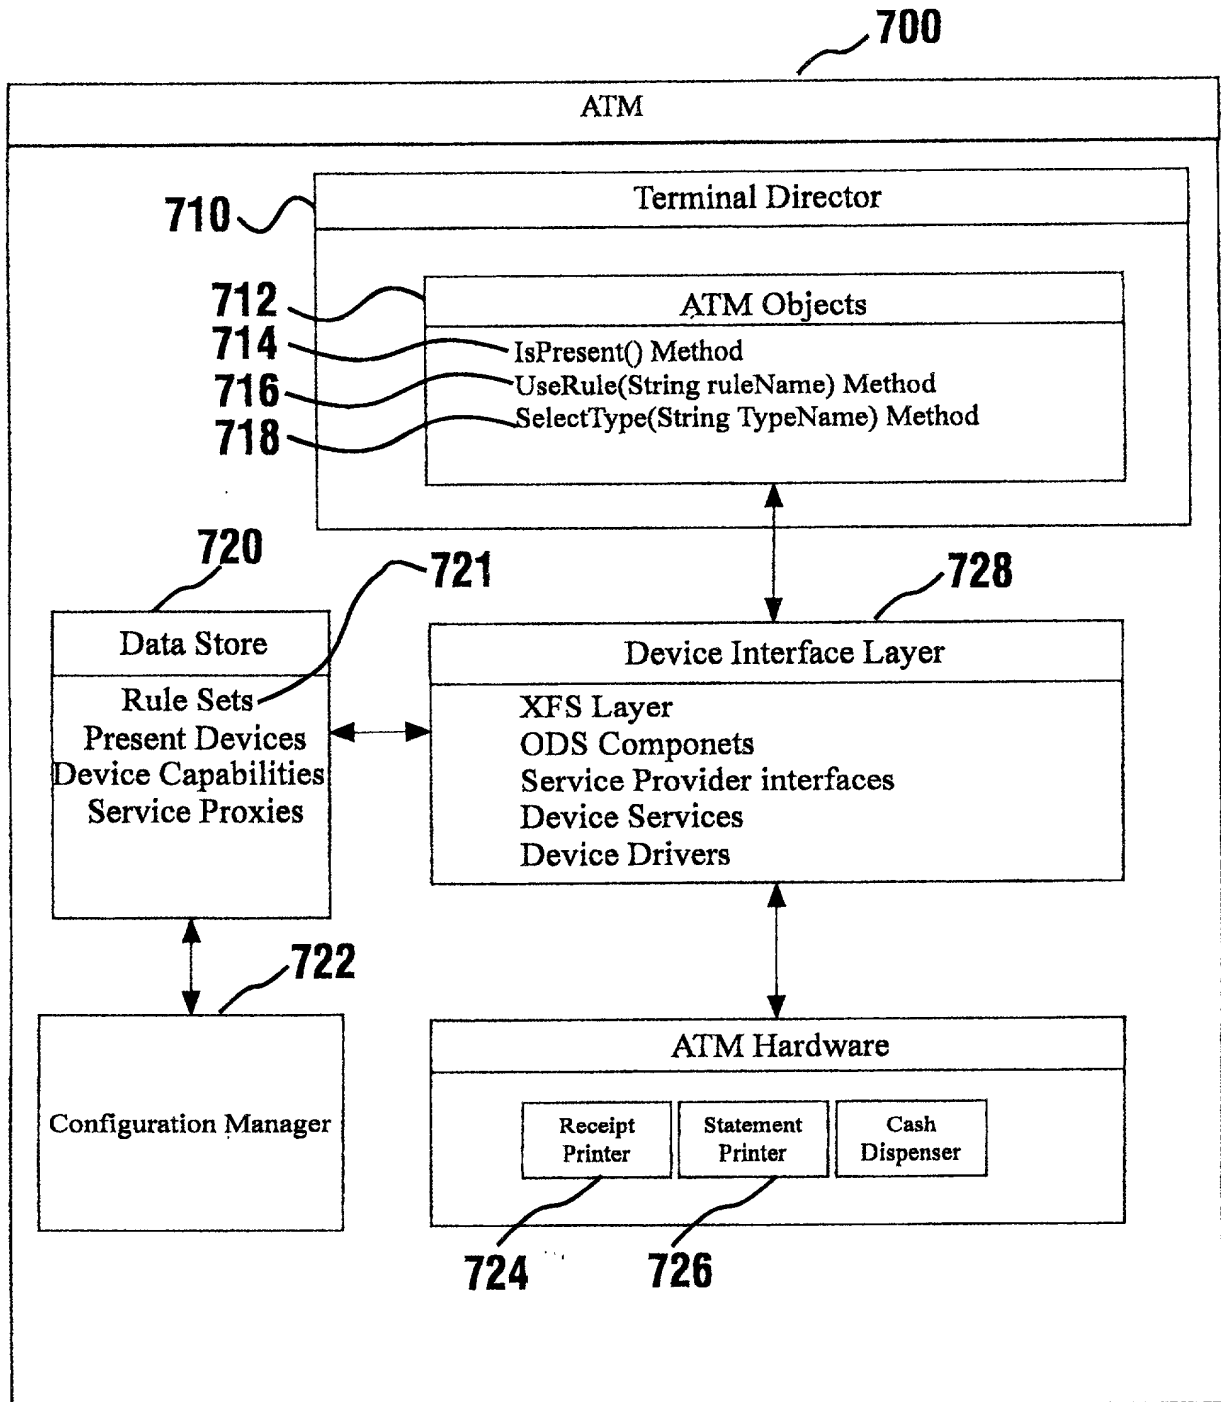 700
ATM
Terminal Director
710
712
ATM Objects
714
IsPresent() Method
716
UseRule(String ruleName) Method
718
SelectType(String TypeName) Method
720
721
728
Data Store
Rule Sets
Present Devices
Device Capabilities
Service Proxies
Device Interface Layer
XFS Layer
ODS Componets
Service Provider interfaces
Device Services
Device Drivers
722
Configuration Manager
ATM Hardware
Receipt
Printer
Statement
Printer
Cash
Dispenser
724
726